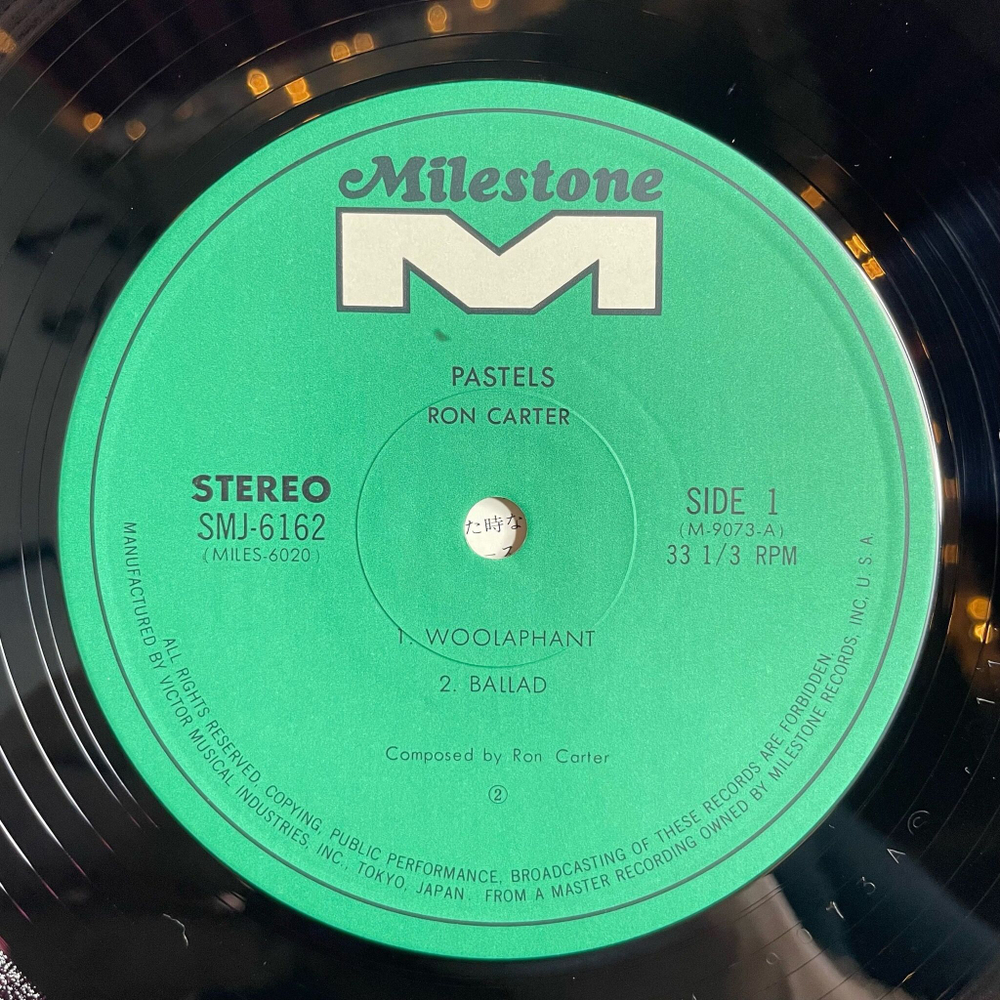 Milestone
PASTELS
RON CARTER
STEREO
SMJ-6162
(MILES-6020)
SIDE 1
(M-9073-A)
33 1/3 RPM
た時な
1. WOOLAPHANT
2. BALLAD
Composed by Ron Carter
②
ALL RIGHTS RESERVED. COPYING, PUBLIC PERFORMANCE, BROADCASTING OF THESE RECORDS ARE FORBIDDEN.
MANUFACTURED BY VICTOR MUSICAL INDUSTRIES, INC., TOKYO, JAPAN. FROM A MASTER RECORDING OWNED BY MILESTONE RECORDS, INC. U.S.A.